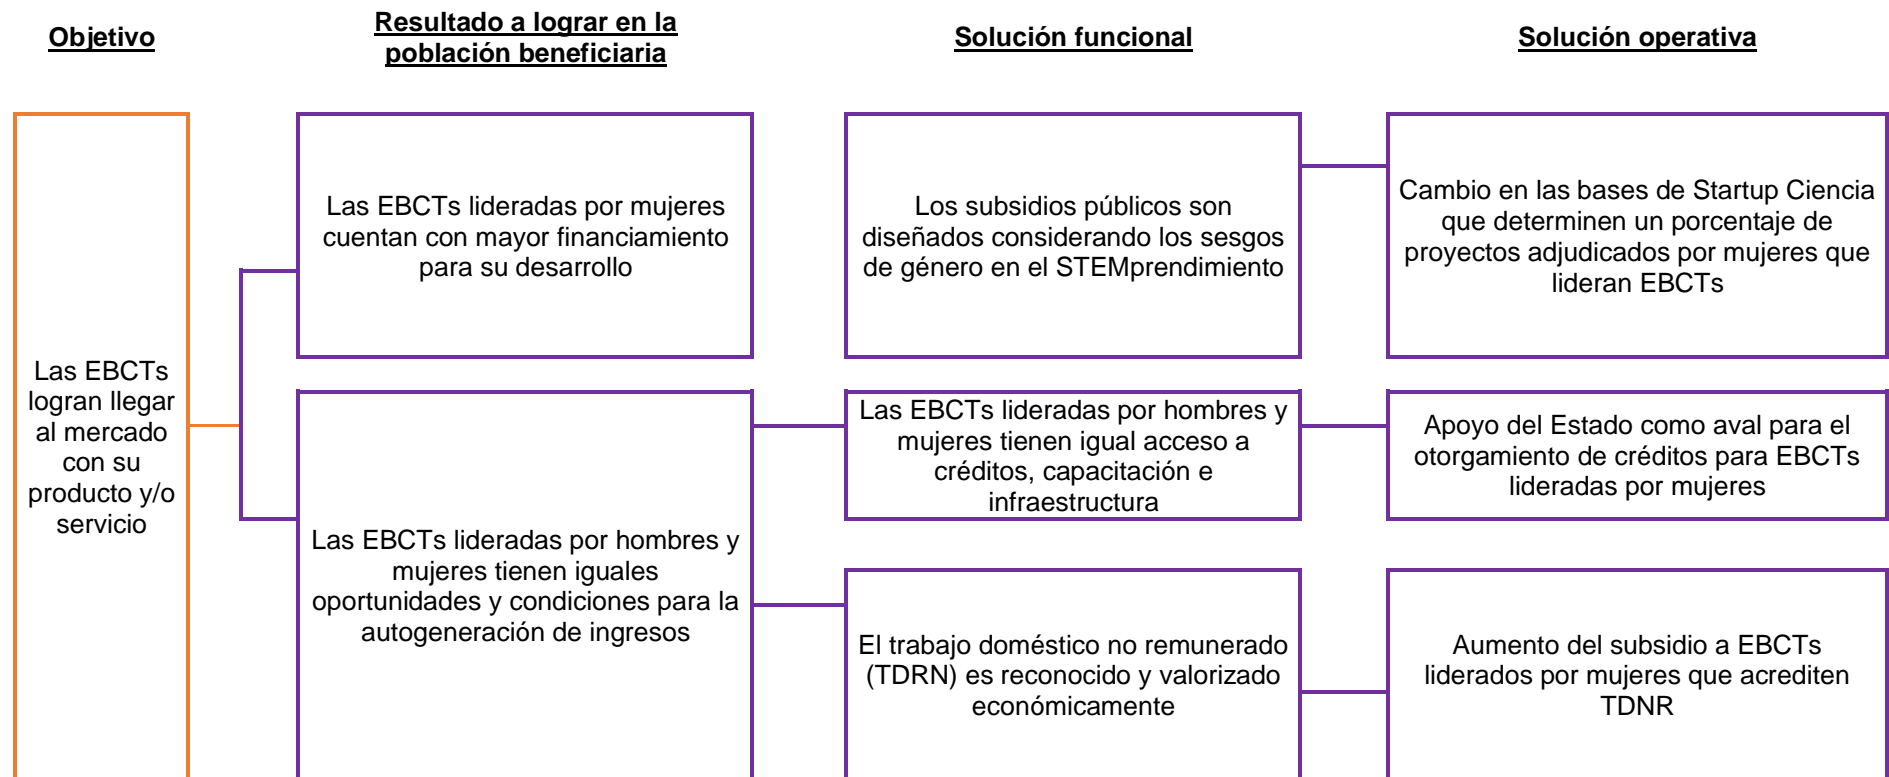 Objetivo
Resultado a lograr en la
población beneficiaria
Solución funcional
Solución operativa
Las EBCTs
logran llegar
al mercado
con su
producto y/o
servicio
Las EBCTs lideradas por mujeres
cuentan con mayor financiamiento
para su desarrollo
Los subsidios públicos son
diseñados considerando los sesgos
de género en el STEMprendimiento
Cambio en las bases de Startup Ciencia
que determinen un porcentaje de
proyectos adjudicados por mujeres que
lideran EBCTs
Las EBCTs lideradas por hombres y
mujeres tienen iguales
oportunidades y condiciones para la
autogeneración de ingresos
Las EBCTs lideradas por hombres y
mujeres tienen igual acceso a
créditos, capacitación e
infraestructura
Apoyo del Estado como aval para el
otorgamiento de créditos para EBCTs
lideradas por mujeres
El trabajo doméstico no remunerado
(TDRN) es reconocido y valorizado
económicamente
Aumento del subsidio a EBCTs
liderados por mujeres que acrediten
TDNR